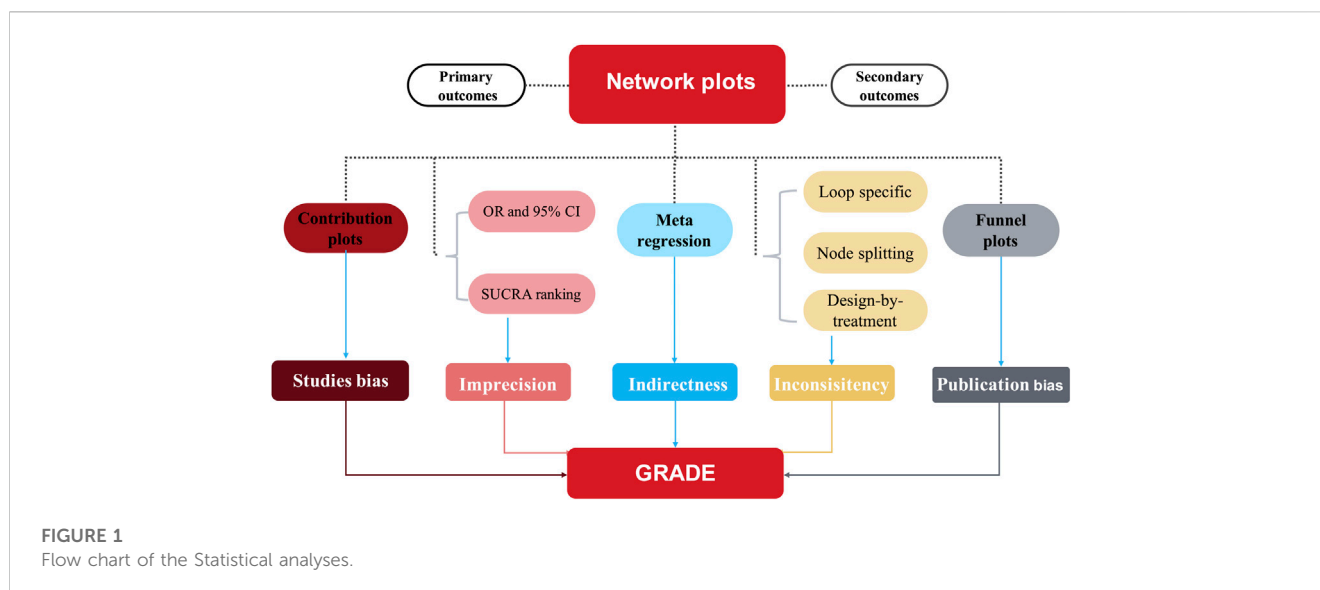 Primary
outcomes
Network plots
Secondary
outcomes
Contribution
plots
OR and 95% CI
SUCRA ranking
Meta
regression
Loop specific
Node splitting
Design-by-
treatment
Funnel
plots
Studies bias
Imprecision
Indirectness
Inconsisitency
Publication bias
GRADE
FIGURE 1
Flow chart of the Statistical analyses.